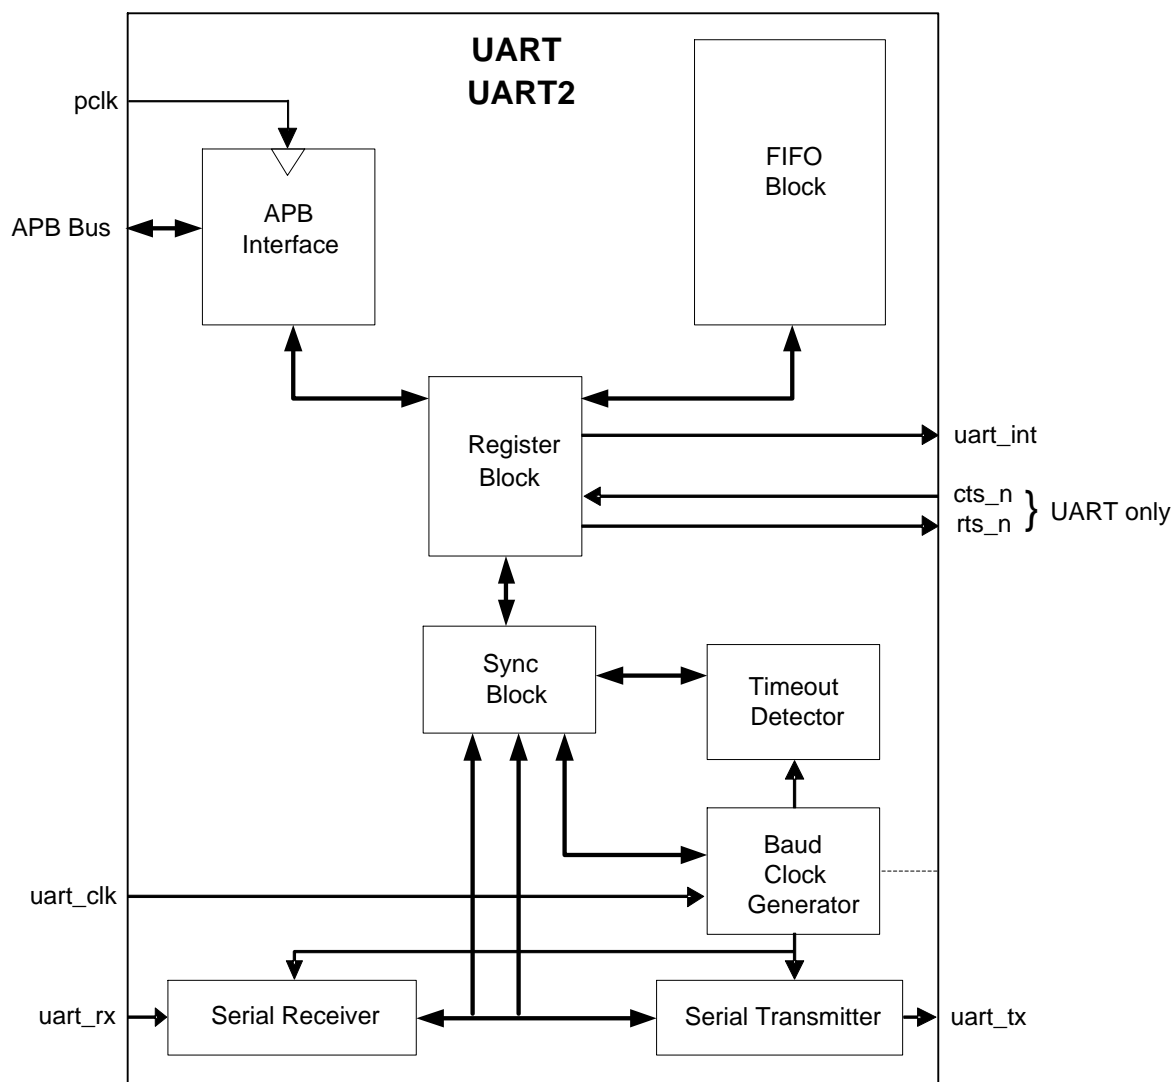 UART
UART2
pclk
FIFO
Block
APB
Interface
APB Bus
Register
Block
uart_int
cts_n
rts_n
} UART only
Sync
Block
Timeout
Detector
Baud
Clock
Generator
uart_clk
uart_rx
Serial Receiver
Serial Transmitter
uart_tx